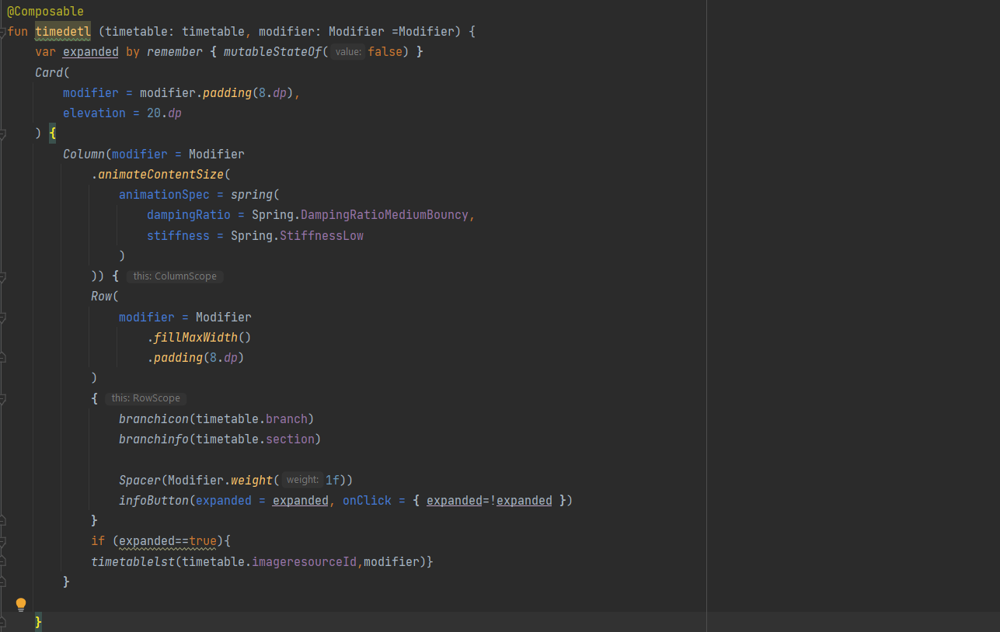 @Composable
fun timedetl (timetable: timetable, modifier: Modifier =Modifier) {
    var expanded by remember { mutableStateOf( value: false) }
    Card(
        modifier = modifier.padding(8.dp),
        elevation = 20.dp
    ) {
        Column(modifier = Modifier
            .animateContentSize(
                animationSpec = spring(
                    dampingRatio = Spring.DampingRatioMediumBouncy,
                    stiffness = Spring.StiffnessLow
                )
            )) { this: ColumnScope
            Row(
                modifier = Modifier
                    .fillMaxWidth()
                    .padding(8.dp)
            )
            { this: RowScope
                branchicon(timetable.branch)
                branchinfo(timetable.section)

                Spacer(Modifier.weight( weight: 1f))
                infoButton(expanded = expanded, onClick = { expanded=!expanded })
            }
            if (expanded==true){
            timetablelst(timetable.imageresourceId,modifier)}
        }

    }